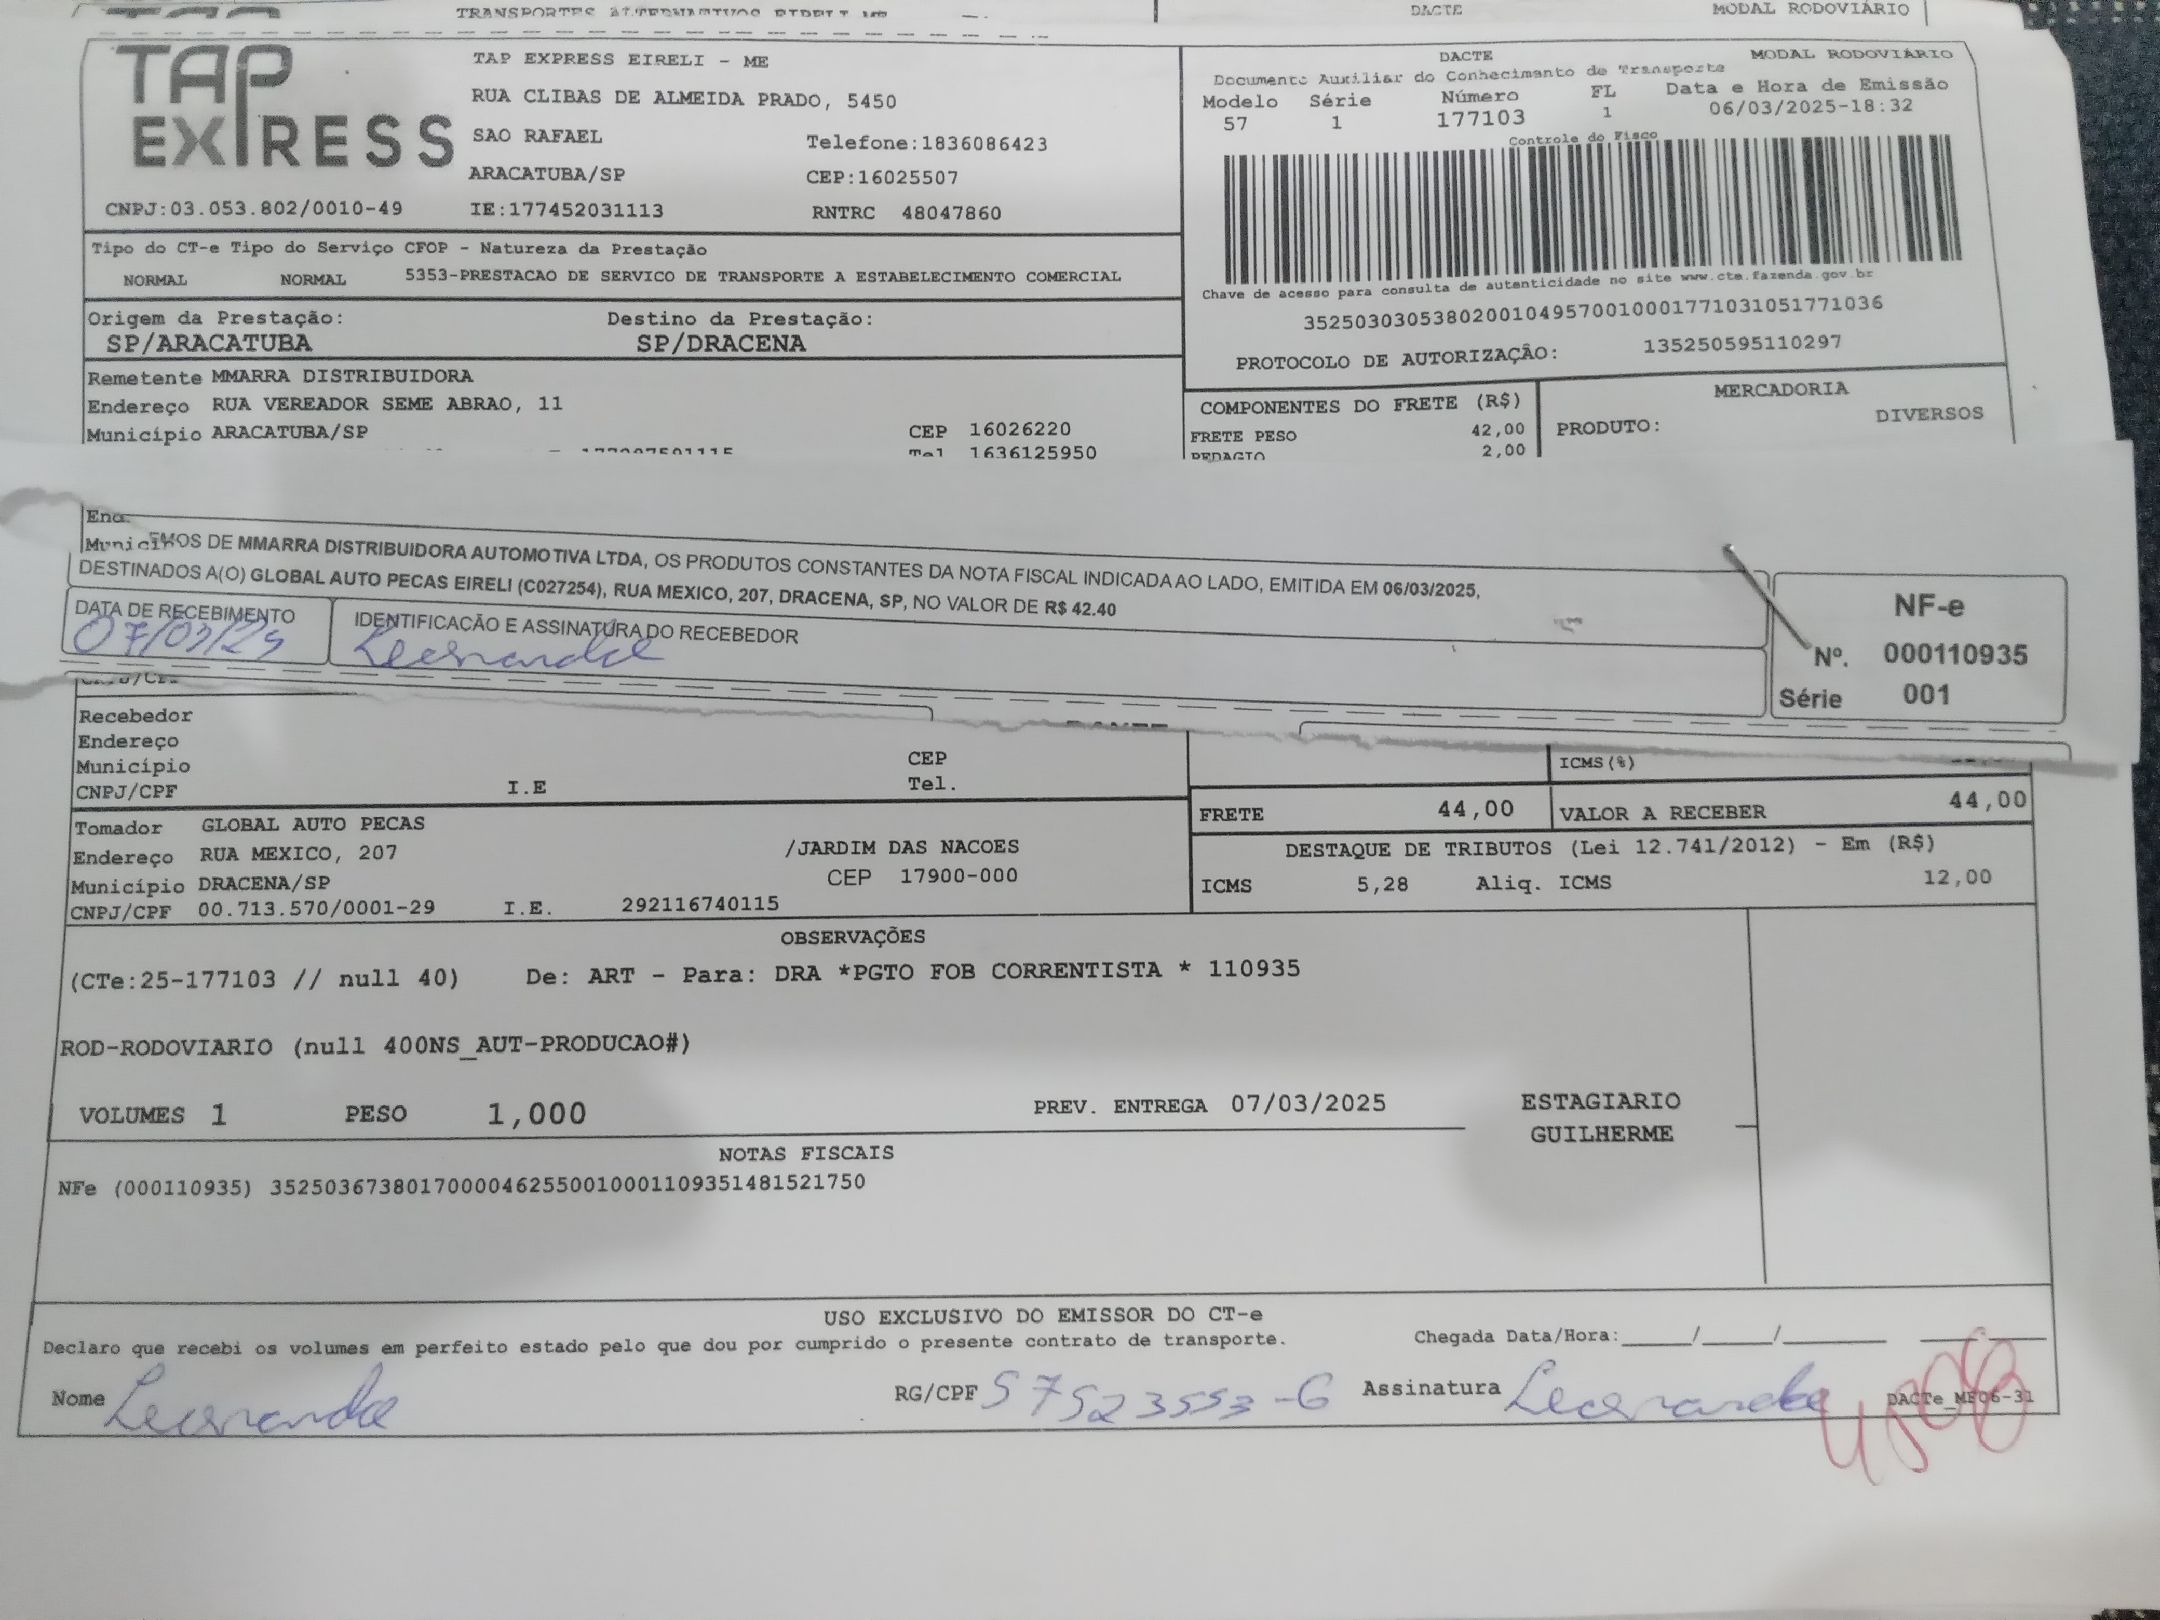 DACTE MODAL RODOVIÁRIO
TAP EXPRESS
TAP EXPRESS EIRELI - ME
RUA CLIBAS DE ALMEIDA PRADO, 5450
SAO RAFAEL Telefone:1836086423
ARACATUBA/SP CEP:16025507
CNPJ:03.053.802/0010-49 IE:177452031113 RNTRC 48047860
DACTE MODAL RODOVIÁRIO
Documento Auxiliar do Conhecimento de Transporte
Modelo Série Número FL Data e Hora de Emissão
57 1 177103 1 06/03/2025-18:32
Controle do Fisco
Chave de acesso para consulta de autenticidade no site www.cte.fazenda.gov.br
35250303053802001049570010001771031051771036
PROTOCOLO DE AUTORIZAÇÃO: 135250595110297
Tipo do CT-e Tipo do Serviço CFOP - Natureza da Prestação
NORMAL NORMAL 5353-PRESTACAO DE SERVICO DE TRANSPORTE A ESTABELECIMENTO COMERCIAL
Origem da Prestação: Destino da Prestação:
SP/ARACATUBA SP/DRACENA
Remetente MMARRA DISTRIBUIDORA
Endereço RUA VEREADOR SEME ABRAO, 11
Município ARACATUBA/SP CEP 16026220
Tel 1636125950
COMPONENTES DO FRETE (R$) MERCADORIA
FRETE PESO 42,00 PRODUTO: DIVERSOS
PEDAGIO 2,00
EMOS DE MMARRA DISTRIBUIDORA AUTOMOTIVA LTDA, OS PRODUTOS CONSTANTES DA NOTA FISCAL INDICADA AO LADO, EMITIDA EM 06/03/2025,
DESTINADOS A(O) GLOBAL AUTO PECAS EIRELI (C027254), RUA MEXICO, 207, DRACENA, SP, NO VALOR DE R$ 42.40
DATA DE RECEBIMENTO IDENTIFICAÇÃO E ASSINATURA DO RECEBEDOR
07/03/25
NF-e
Nº. 000110935
Série 001
Recebedor
Endereço
Município CEP
CNPJ/CPF I.E Tel.
ICMS(%)
FRETE 44,00 VALOR A RECEBER 44,00
Tomador GLOBAL AUTO PECAS
Endereço RUA MEXICO, 207 /JARDIM DAS NACOES
Município DRACENA/SP CEP 17900-000
CNPJ/CPF 00.713.570/0001-29 I.E. 292116740115
DESTAQUE DE TRIBUTOS (Lei 12.741/2012) - Em (R$)
ICMS 5,28 Aliq. ICMS 12,00
OBSERVAÇÕES
(CTe:25-177103 // null 40) De: ART - Para: DRA *PGTO FOB CORRENTISTA * 110935
ROD-RODOVIARIO (null 400NS_AUT-PRODUCAO#)
VOLUMES 1 PESO 1,000 PREV. ENTREGA 07/03/2025 ESTAGIARIO
GUILHERME
NOTAS FISCAIS
NFe (000110935) 35250367380170000462550010001109351481521750
USO EXCLUSIVO DO EMISSOR DO CT-e
Declaro que recebi os volumes em perfeito estado pelo que dou por cumprido o presente contrato de transporte. Chegada Data/Hora:_____/_____/_______
Nome RG/CPF 57523553-6 Assinatura DACTe_ME06-31